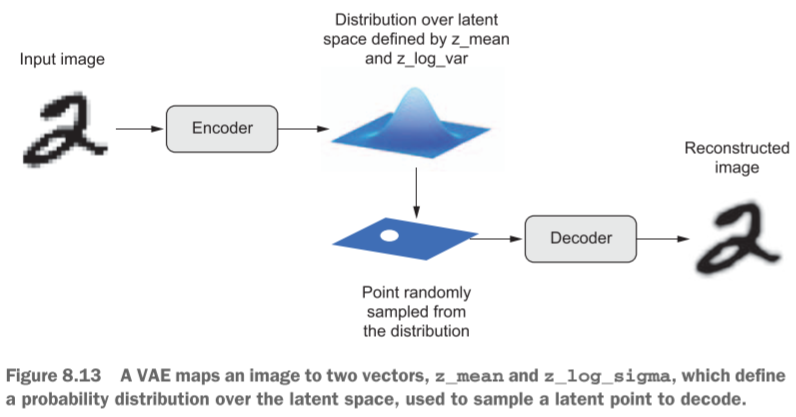 Distribution over latent
space defined by z_mean
and z_log_var
Input image
Encoder
Reconstructed
image
Decoder
Point randomly
sampled from
the distribution
Figure 8.13 A VAE maps an image to two vectors, z_mean and z_log_sigma, which define
a probability distribution over the latent space, used to sample a latent point to decode.